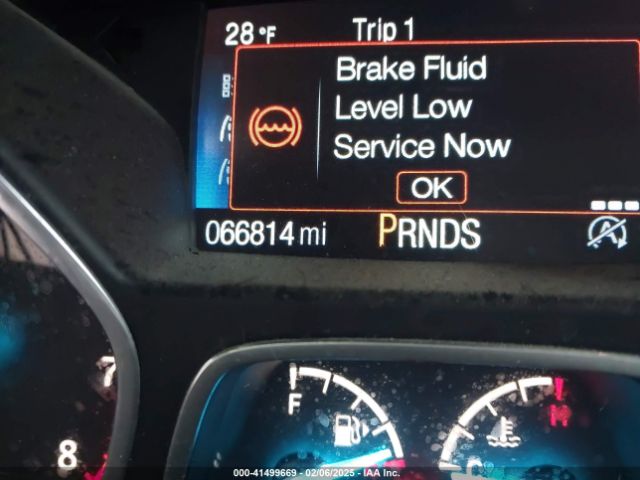 28 °F Trip 1
Brake Fluid
Level Low
Service Now
OK
066814 mi PRNDS
F
H
7
8
000-41499669 - 02/06/2025 - IAA Inc.